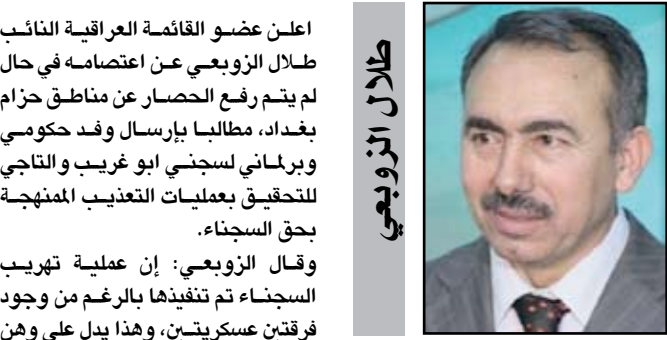 اعلن عضو القائمة العراقية النائب
طلال الزوبعي عن اعتصامه في حال
لم يتم رفع الحصار عن مناطق حزام
بغداد، مطالبا بإرسال وفد حكومي
وبرلماني لسجني ابو غريب والتاجي
للتحقيق بعمليات التعذيب الممنهجة
بحق السجناء.
وقال الزوبعي: إن عملية تهريب
السجناء تم تنفيذها بالرغم من وجود
فرقتين عسكريتين، وهذا يدل على وهن
طلال الزوبعي